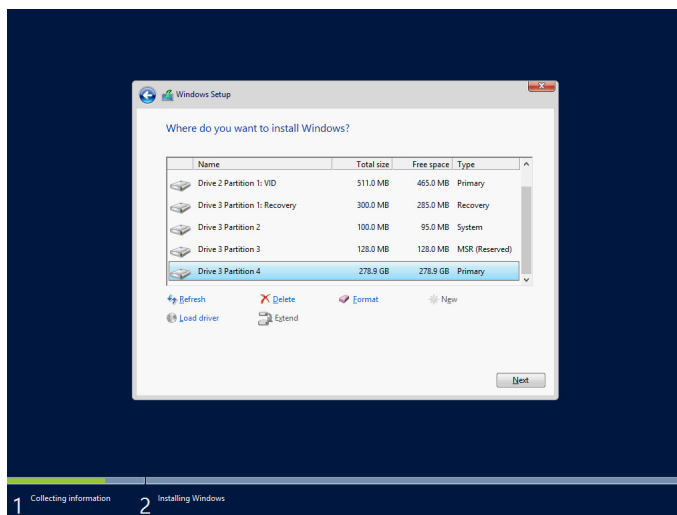 Windows Setup
Where do you want to install Windows?
Name Total size Free space Type
Drive 2 Partition 1: VID 511.0 MB 465.0 MB Primary
Drive 3 Partition 1: Recovery 300.0 MB 285.0 MB Recovery
Drive 3 Partition 2 100.0 MB 95.0 MB System
Drive 3 Partition 3 128.0 MB 128.0 MB MSR (Reserved)
Drive 3 Partition 4 278.9 GB 278.9 GB Primary
Refresh Delete Format New
Load driver Extend
Next
1 Collecting information 2 Installing Windows